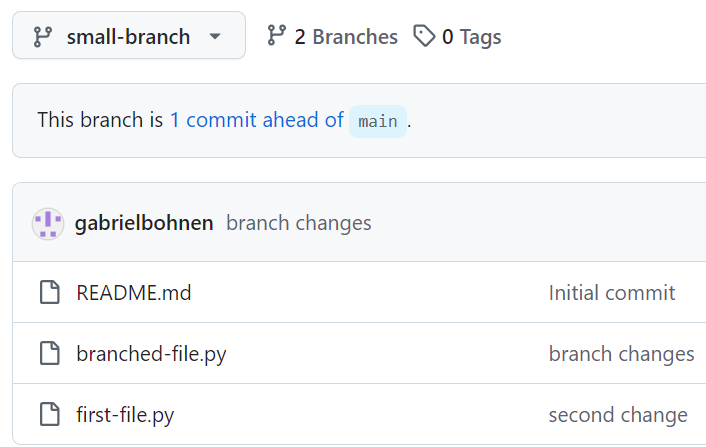 small-branch 2 Branches 0 Tags
This branch is 1 commit ahead of main.
gabrielbohnen branch changes
README.md Initial commit
branched-file.py branch changes
first-file.py second change